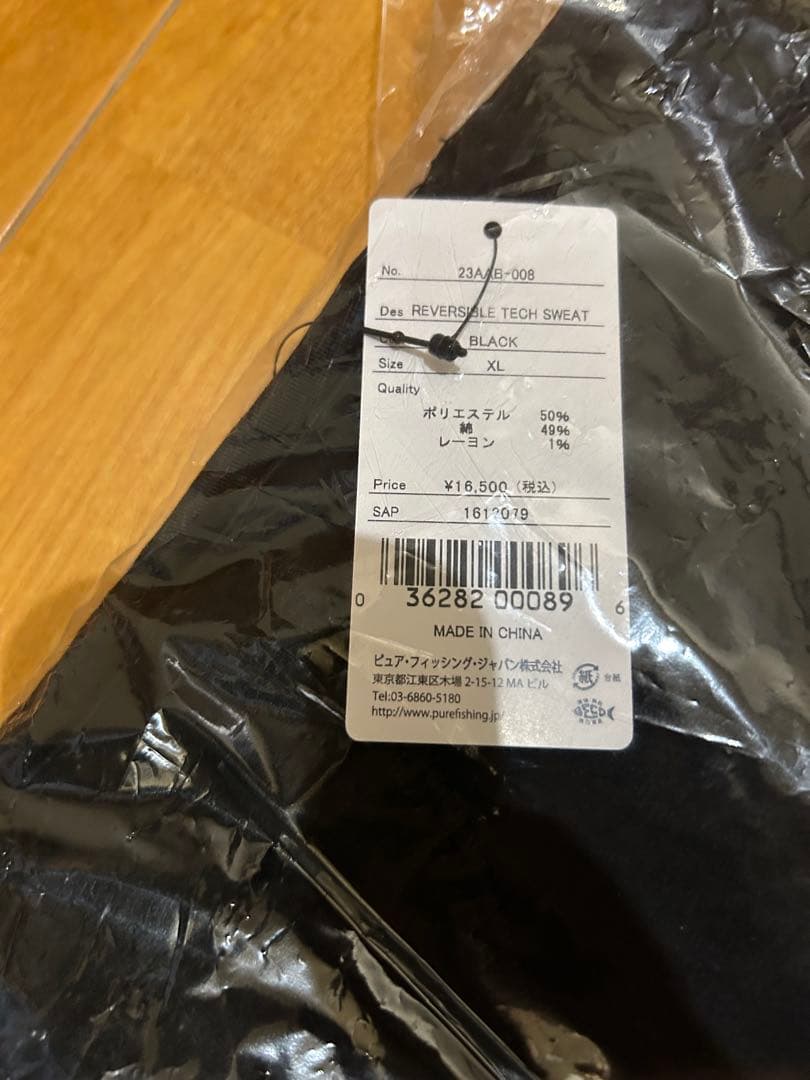 No. 23AAB-008
Des REVERSIBLE TECH SWEAT
BLACK
Size XL
Quality
ポリエステル 50%
綿 49%
レーヨン 1%
Price ¥16,500 (税込)
SAP 1612079
0 36282 00089 6
MADE IN CHINA
ピュア・フィッシング・ジャパン株式会社
東京都江東区木場 2-15-12 MA ビル
Tel:03-6860-5180
http://www.purefishing.jp/
紙 台紙